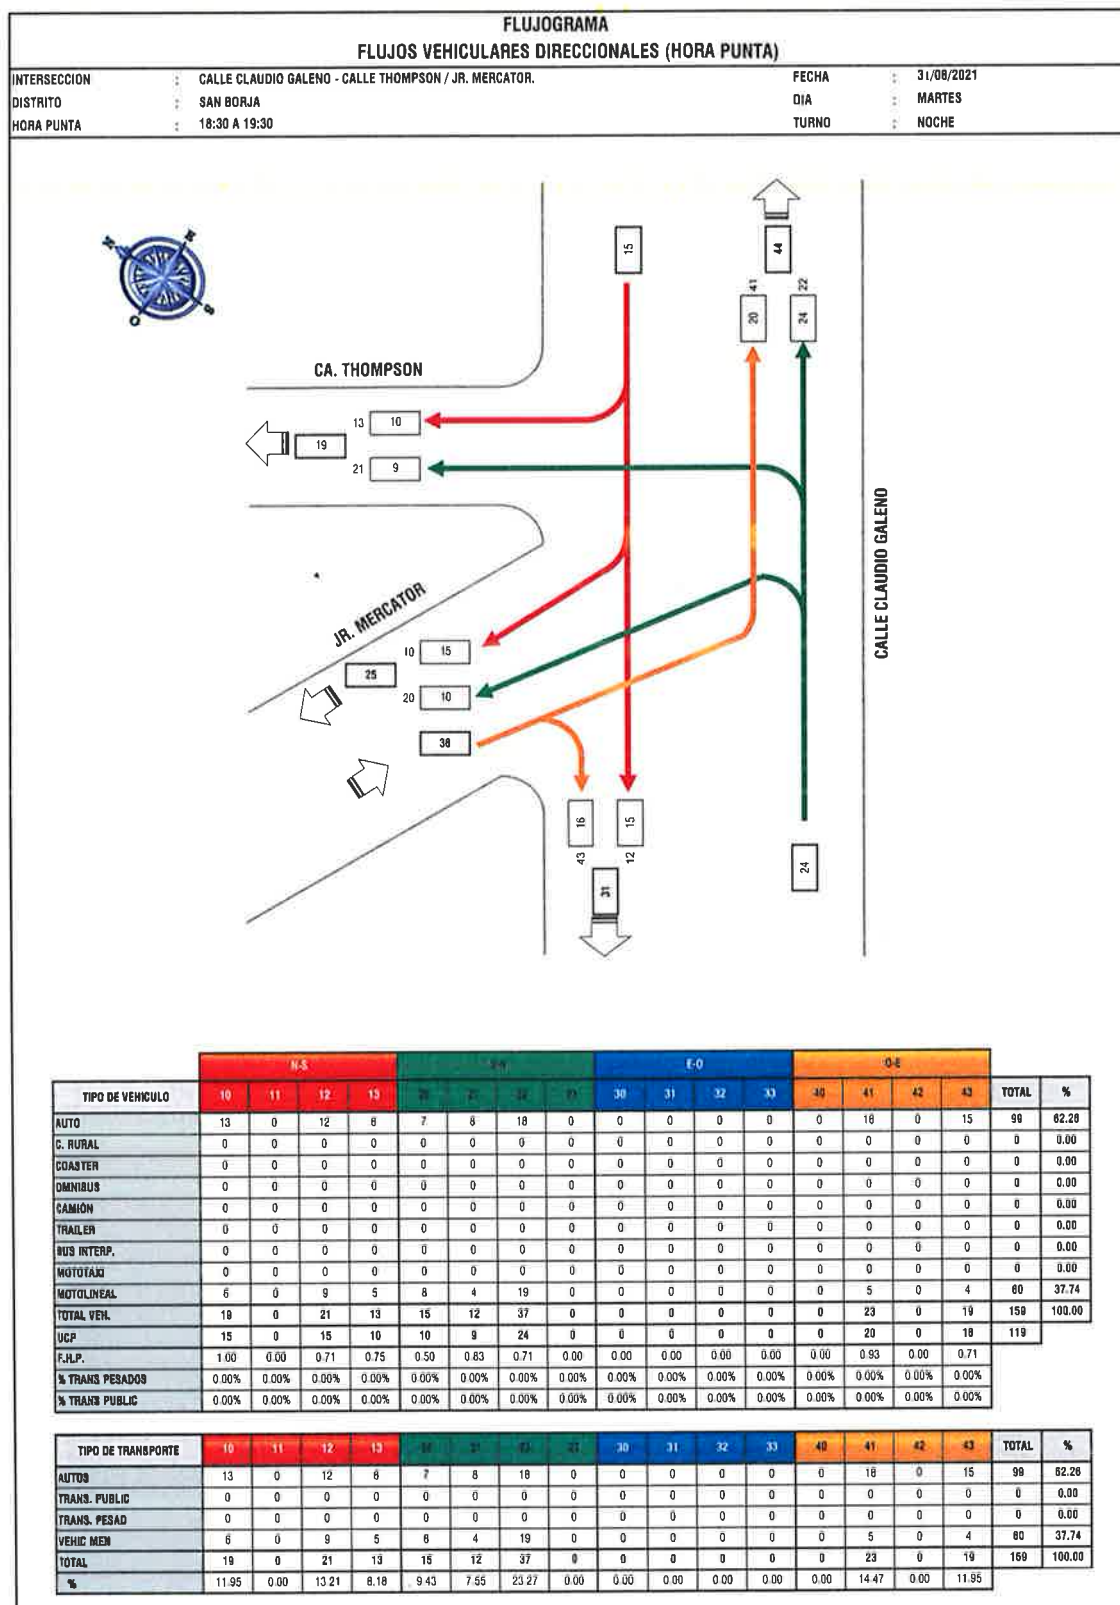 FLUJOGRAMA
FLUJOS VEHICULARES DIRECCIONALES (HORA PUNTA)
INTERSECCION : CALLE CLAUDIO GALENO - CALLE THOMPSON / JR. MERCATOR. FECHA : 31/08/2021
DISTRITO : SAN BORJA DIA : MARTES
HORA PUNTA : 18:30 A 19:30 TURNO : NOCHE
N E O S
15
44
41 22
20 24
CA. THOMPSON
13 10
19
21 9
CALLE CLAUDIO GALENO
JR. MERCATOR
10 15
25
20 10
38
16 15
43 12
24
31
N-S S-N E-O O-E
TIPO DE VEHICULO 10 11 12 13 20 21 22 23 30 31 32 33 40 41 42 43 TOTAL %
AUTO 13 0 12 8 7 8 18 0 0 0 0 0 0 18 0 15 99 62.26
C. RURAL 0 0 0 0 0 0 0 0 0 0 0 0 0 0 0 0 0 0.00
COASTER 0 0 0 0 0 0 0 0 0 0 0 0 0 0 0 0 0 0.00
OMNIBUS 0 0 0 0 0 0 0 0 0 0 0 0 0 0 0 0 0 0.00
CAMIÓN 0 0 0 0 0 0 0 0 0 0 0 0 0 0 0 0 0 0.00
TRAILER 0 0 0 0 0 0 0 0 0 0 0 0 0 0 0 0 0 0.00
BUS INTERP. 0 0 0 0 0 0 0 0 0 0 0 0 0 0 0 0 0 0.00
MOTOTAXI 0 0 0 0 0 0 0 0 0 0 0 0 0 0 0 0 0 0.00
MOTOLINEAL 6 0 9 5 8 4 19 0 0 0 0 0 0 5 0 4 60 37.74
TOTAL VEH. 19 0 21 13 15 12 37 0 0 0 0 0 0 23 0 19 159 100.00
UCP 15 0 15 10 10 9 24 0 0 0 0 0 0 20 0 16 119
F.H.P. 1.00 0.00 0.71 0.75 0.50 0.83 0.71 0.00 0.00 0.00 0.00 0.00 0.00 0.93 0.00 0.71
% TRANS PESADOS 0.00% 0.00% 0.00% 0.00% 0.00% 0.00% 0.00% 0.00% 0.00% 0.00% 0.00% 0.00% 0.00% 0.00% 0.00% 0.00%
% TRANS PUBLIC 0.00% 0.00% 0.00% 0.00% 0.00% 0.00% 0.00% 0.00% 0.00% 0.00% 0.00% 0.00% 0.00% 0.00% 0.00% 0.00%
TIPO DE TRANSPORTE 10 11 12 13 20 21 22 23 30 31 32 33 40 41 42 43 TOTAL %
AUTOS 13 0 12 8 7 8 18 0 0 0 0 0 0 18 0 15 99 62.26
TRANS. PUBLIC 0 0 0 0 0 0 0 0 0 0 0 0 0 0 0 0 0 0.00
TRANS. PESAD 0 0 0 0 0 0 0 0 0 0 0 0 0 0 0 0 0 0.00
VEHIC MEN 6 0 9 5 8 4 19 0 0 0 0 0 0 5 0 4 60 37.74
TOTAL 19 0 21 13 15 12 37 0 0 0 0 0 0 23 0 19 159 100.00
% 11.95 0.00 13.21 8.18 9.43 7.55 23.27 0.00 0.00 0.00 0.00 0.00 0.00 14.47 0.00 11.95